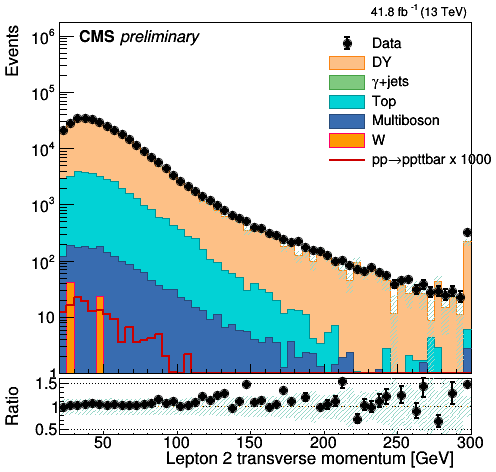 41.8 fb⁻¹ (13 TeV)
CMS preliminary
Events
10⁶
10⁵
10⁴
10³
10²
10
1
Data
DY
γ+jets
Top
Multiboson
W
pp→ppttbar x 1000
Ratio
1.5
1
0.5
50 100 150 200 250 300
Lepton 2 transverse momentum [GeV]